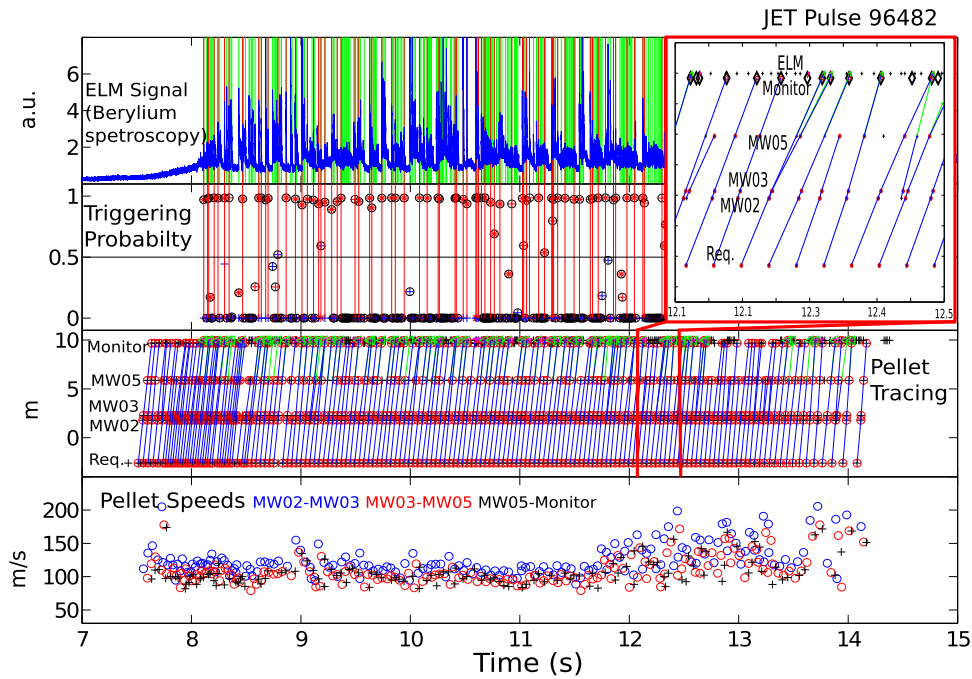 JET Pulse 96482
a.u.
6
4
2
ELM Signal
(Berylium
spetroscopy)
ELM
Monitor
MW05
MW03
MW02
Req.
12.1
12.1
12.2
12.3
12.4
12.5
1
0.5
0
Triggering
Probabilty
m
10
5
0
Monitor
MW05
MW03
MW02
Req.
Pellet
Tracing
m/s
200
150
100
50
Pellet Speeds MW02-MW03 MW03-MW05 MW05-Monitor
7 8 9 10 11 12 13 14 15
Time (s)